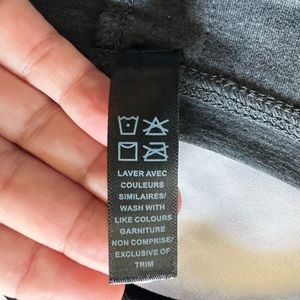 LAVER AVEC
COULEURS
SIMILAIRES/
WASH WITH
LIKE COLOURS
GARNITURE
NON COMPRISE/
EXCLUSIVE OF
TRIM